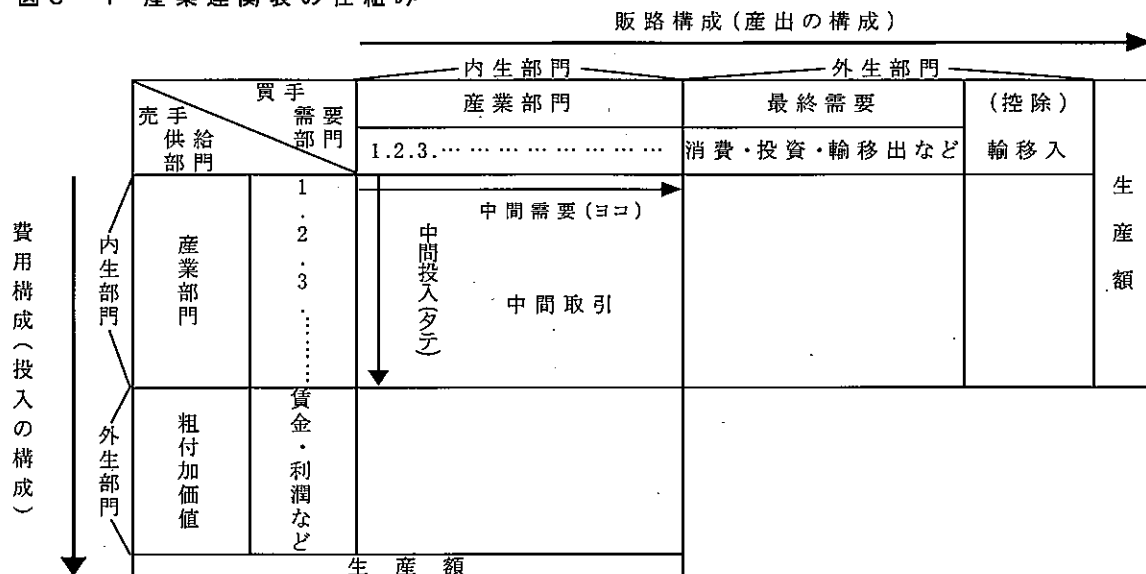 販路構成(産出の構成)
内生部門
外生部門
買手
需要
部門
売手
供給
部門
産業部門
最終需要
(控除)
1.2.3.………………………
消費・投資・輸移出など
輸移入
生産額
費用構成(投入の構成)
内生部門
産業部門
1.2.3.………
中間需要(ヨコ)
中間投入(タテ)
中間取引
外生部門
粗付加価値
賃金・利潤など
生産額